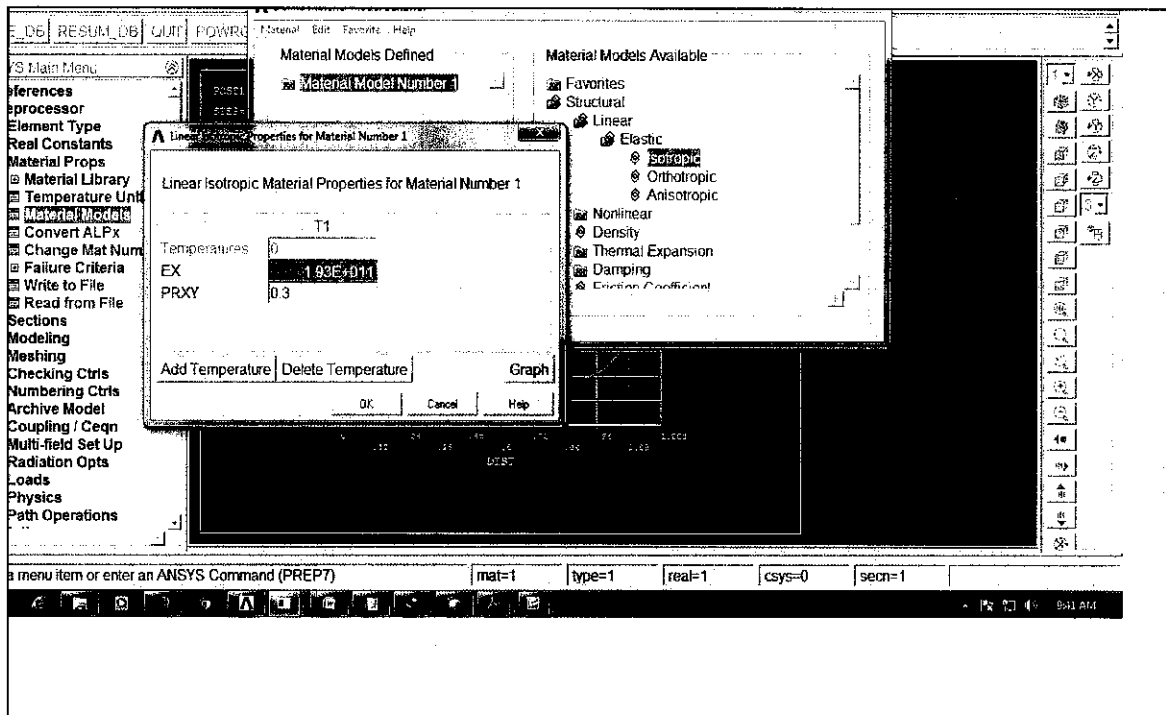 E_DB RESUM_DB QUIT POWRG
Material Edit Favorite Help
YS Main Menu
eferences
eprocessor
Element Type
Real Constants
Material Props
Material Library
Temperature Unit
Material Models
Convert ALPx
Change Mat Num
Failure Criteria
Write to File
Read from File
Sections
Modeling
Meshing
Checking Ctrls
Numbering Ctrls
Archive Model
Coupling / Ceqn
Multi-field Set Up
Radiation Opts
Loads
Physics
Path Operations
Material Models Defined
Material Model Number 1
Material Models Available
Favorites
Structural
Linear
Elastic
Isotropic
Orthotropic
Anisotropic
Nonlinear
Density
Thermal Expansion
Damping
Friction Coefficient
POST1
Linear Isotropic Properties for Material Number 1
Linear Isotropic Material Properties for Material Number 1
T1
Temperatures 0
EX 1.93E+011
PRXY 0.3
Add Temperature Delete Temperature Graph
OK Cancel Help
DIST
1
3
a menu item or enter an ANSYS Command (PREP7) mat=1 type=1 real=1 csys=0 secn=1
9:41 AM